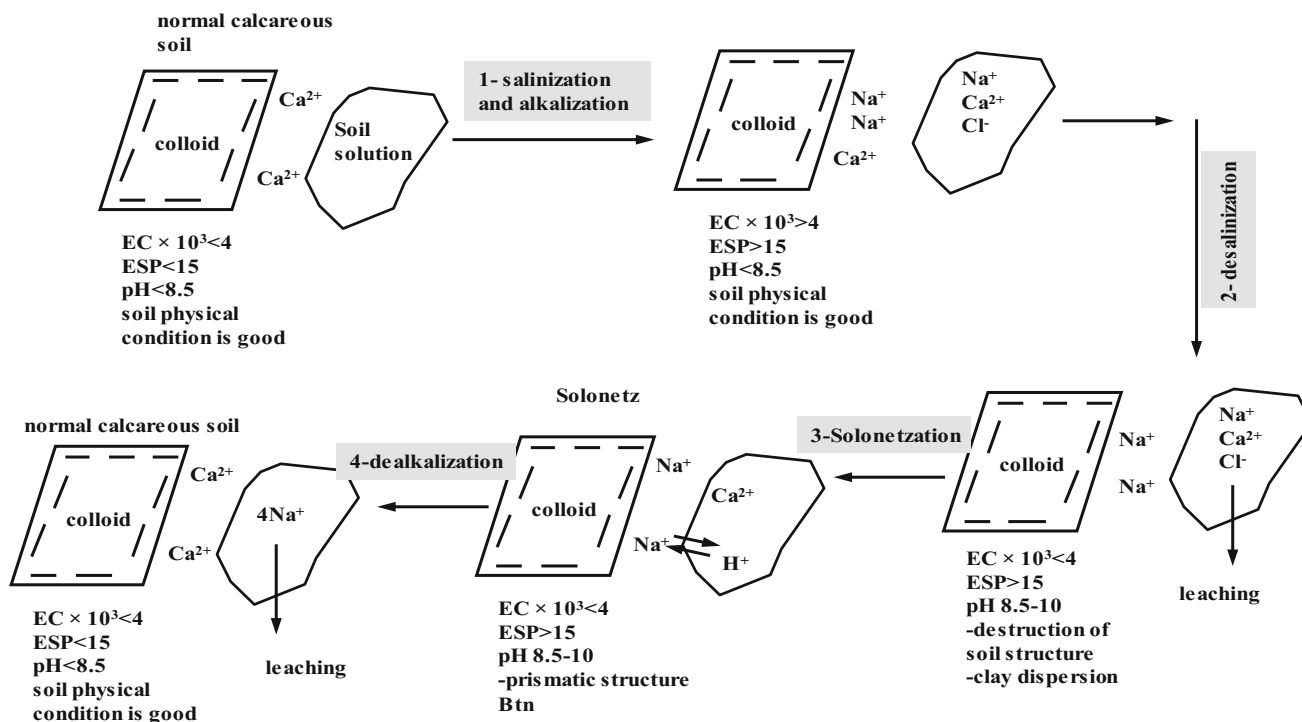 normal calcareous
soil
colloid
Ca²⁺
Ca²⁺
Soil
solution
EC × 10³<4
ESP<15
pH<8.5
soil physical
condition is good
1- salinization
and alkalization
colloid
Na⁺
Na⁺
Ca²⁺
Na⁺
Ca²⁺
Cl⁻
EC × 10³>4
ESP>15
pH<8.5
soil physical
condition is good
2- desalinization
colloid
Na⁺
Na⁺
Na⁺
Ca²⁺
Cl⁻
leaching
EC × 10³<4
ESP>15
pH 8.5-10
-destruction of
soil structure
-clay dispersion
3-Solonetzation
Solonetz
colloid
Na⁺
Na⁺
Ca²⁺
H⁺
EC × 10³<4
ESP>15
pH 8.5-10
-prismatic structure
Btn
4-dealkalization
normal calcareous soil
colloid
Ca²⁺
Ca²⁺
4Na⁺
leaching
EC × 10³<4
ESP<15
pH<8.5
soil physical
condition is good